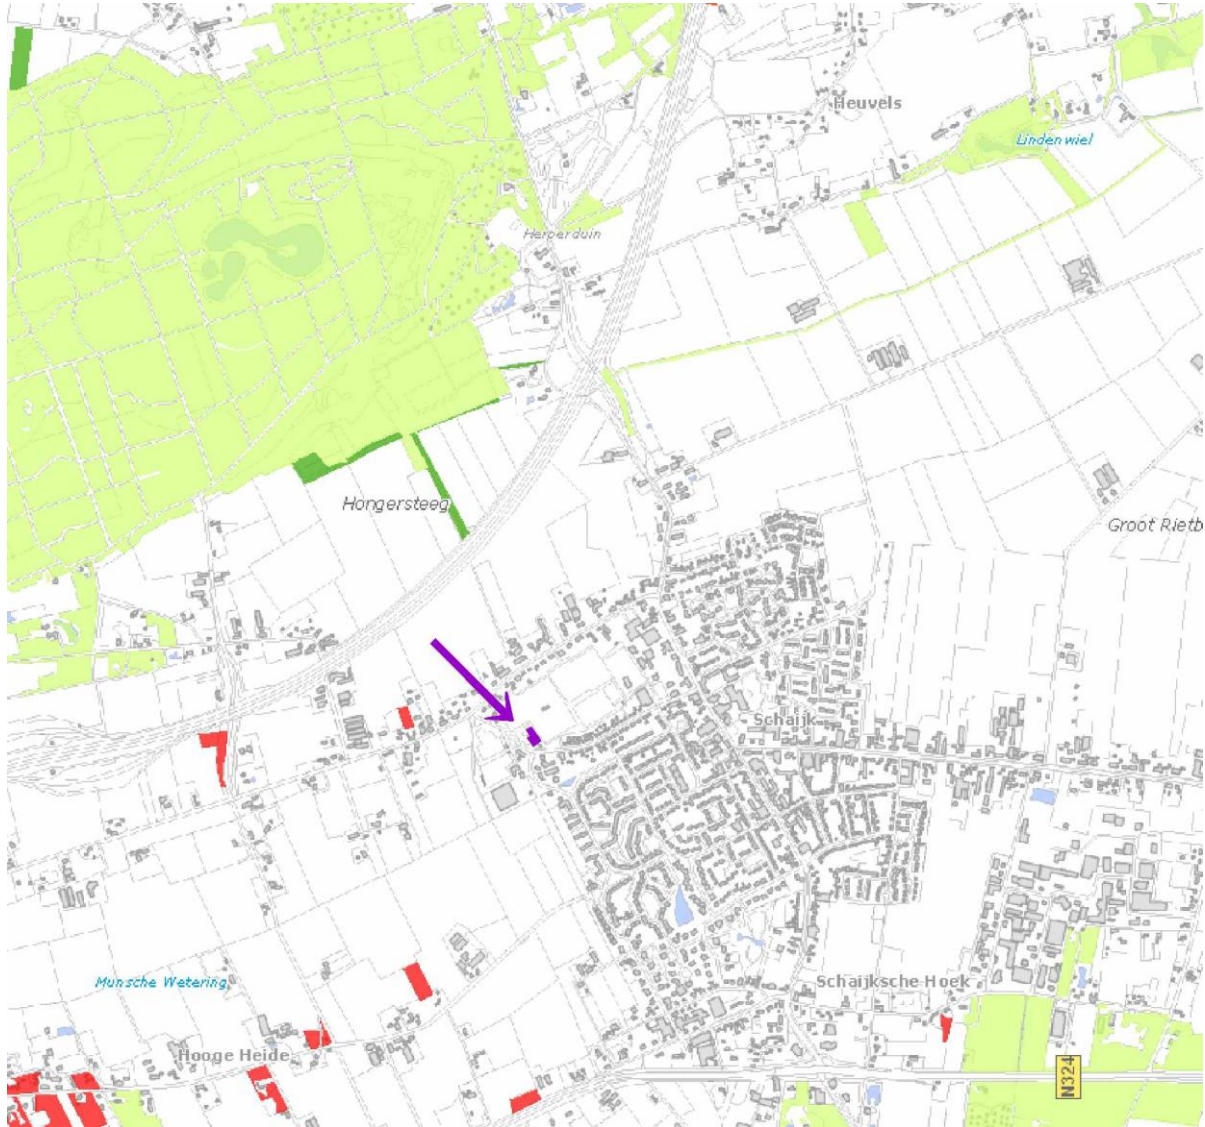 Heuvels
Lindenwiel
Herperduin
Hongersteeg
Groot Rietb
Schaijk
Munsche Wetering
Schaijksche Hoek
Hooge Heide
N324